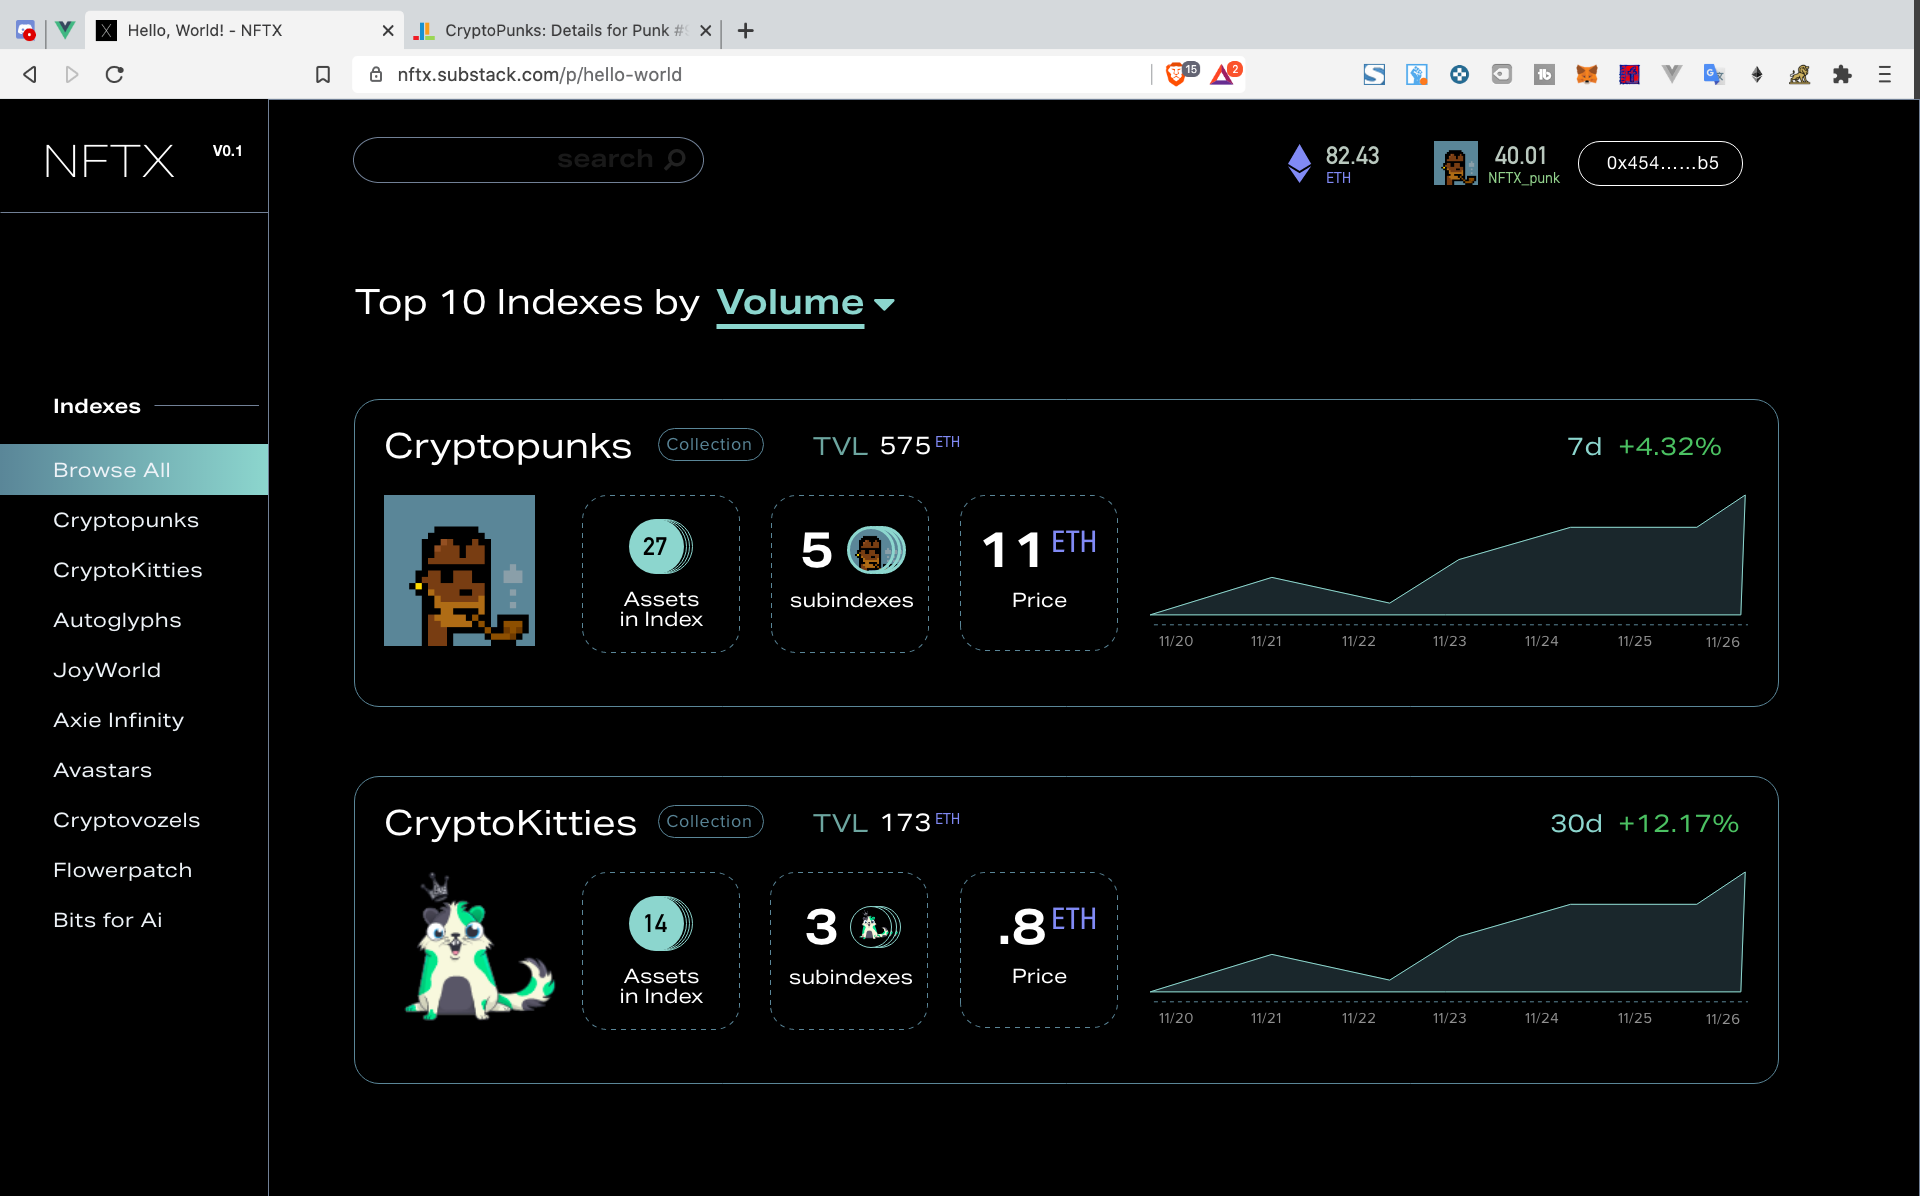 Hello, World! - NFTX
CryptoPunks: Details for Punk #
nftx.substack.com/p/hello-world
15
2
NFTX
V0.1
search
82.43
ETH
40.01
NFTX_punk
0x454......b5
Top 10 Indexes by Volume
Indexes
Browse All
Cryptopunks
CryptoKitties
Autoglyphs
JoyWorld
Axie Infinity
Avastars
Cryptovozels
Flowerpatch
Bits for Ai
Cryptopunks
Collection
TVL 575 ETH
7d +4.32%
27
Assets
in Index
5
subindexes
11 ETH
Price
11/20 11/21 11/22 11/23 11/24 11/25 11/26
CryptoKitties
Collection
TVL 173 ETH
30d +12.17%
14
Assets
in Index
3
subindexes
.8 ETH
Price
11/20 11/21 11/22 11/23 11/24 11/25 11/26